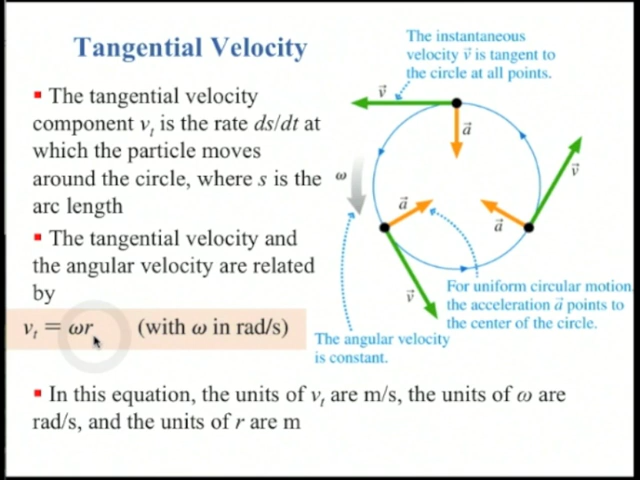 Tangential Velocity
▪ The tangential velocity
component vₜ is the rate ds/dt at
which the particle moves
around the circle, where s is the
arc length
▪ The tangential velocity and
the angular velocity are related
by
vₜ = ωr (with ω in rad/s)
▪ In this equation, the units of vₜ are m/s, the units of ω are
rad/s, and the units of r are m
The instantaneous
velocity v⃗ is tangent to
the circle at all points.
v⃗
a⃗
ω
a⃗
a⃗
v⃗
v⃗
For uniform circular motion,
the acceleration a⃗ points to
the center of the circle.
The angular velocity
is constant.